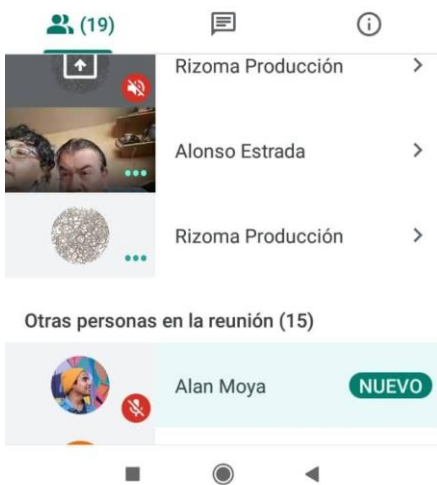 (19)
Rizoma Producción
Alonso Estrada
Rizoma Producción
Otras personas en la reunión (15)
Alan Moya
NUEVO